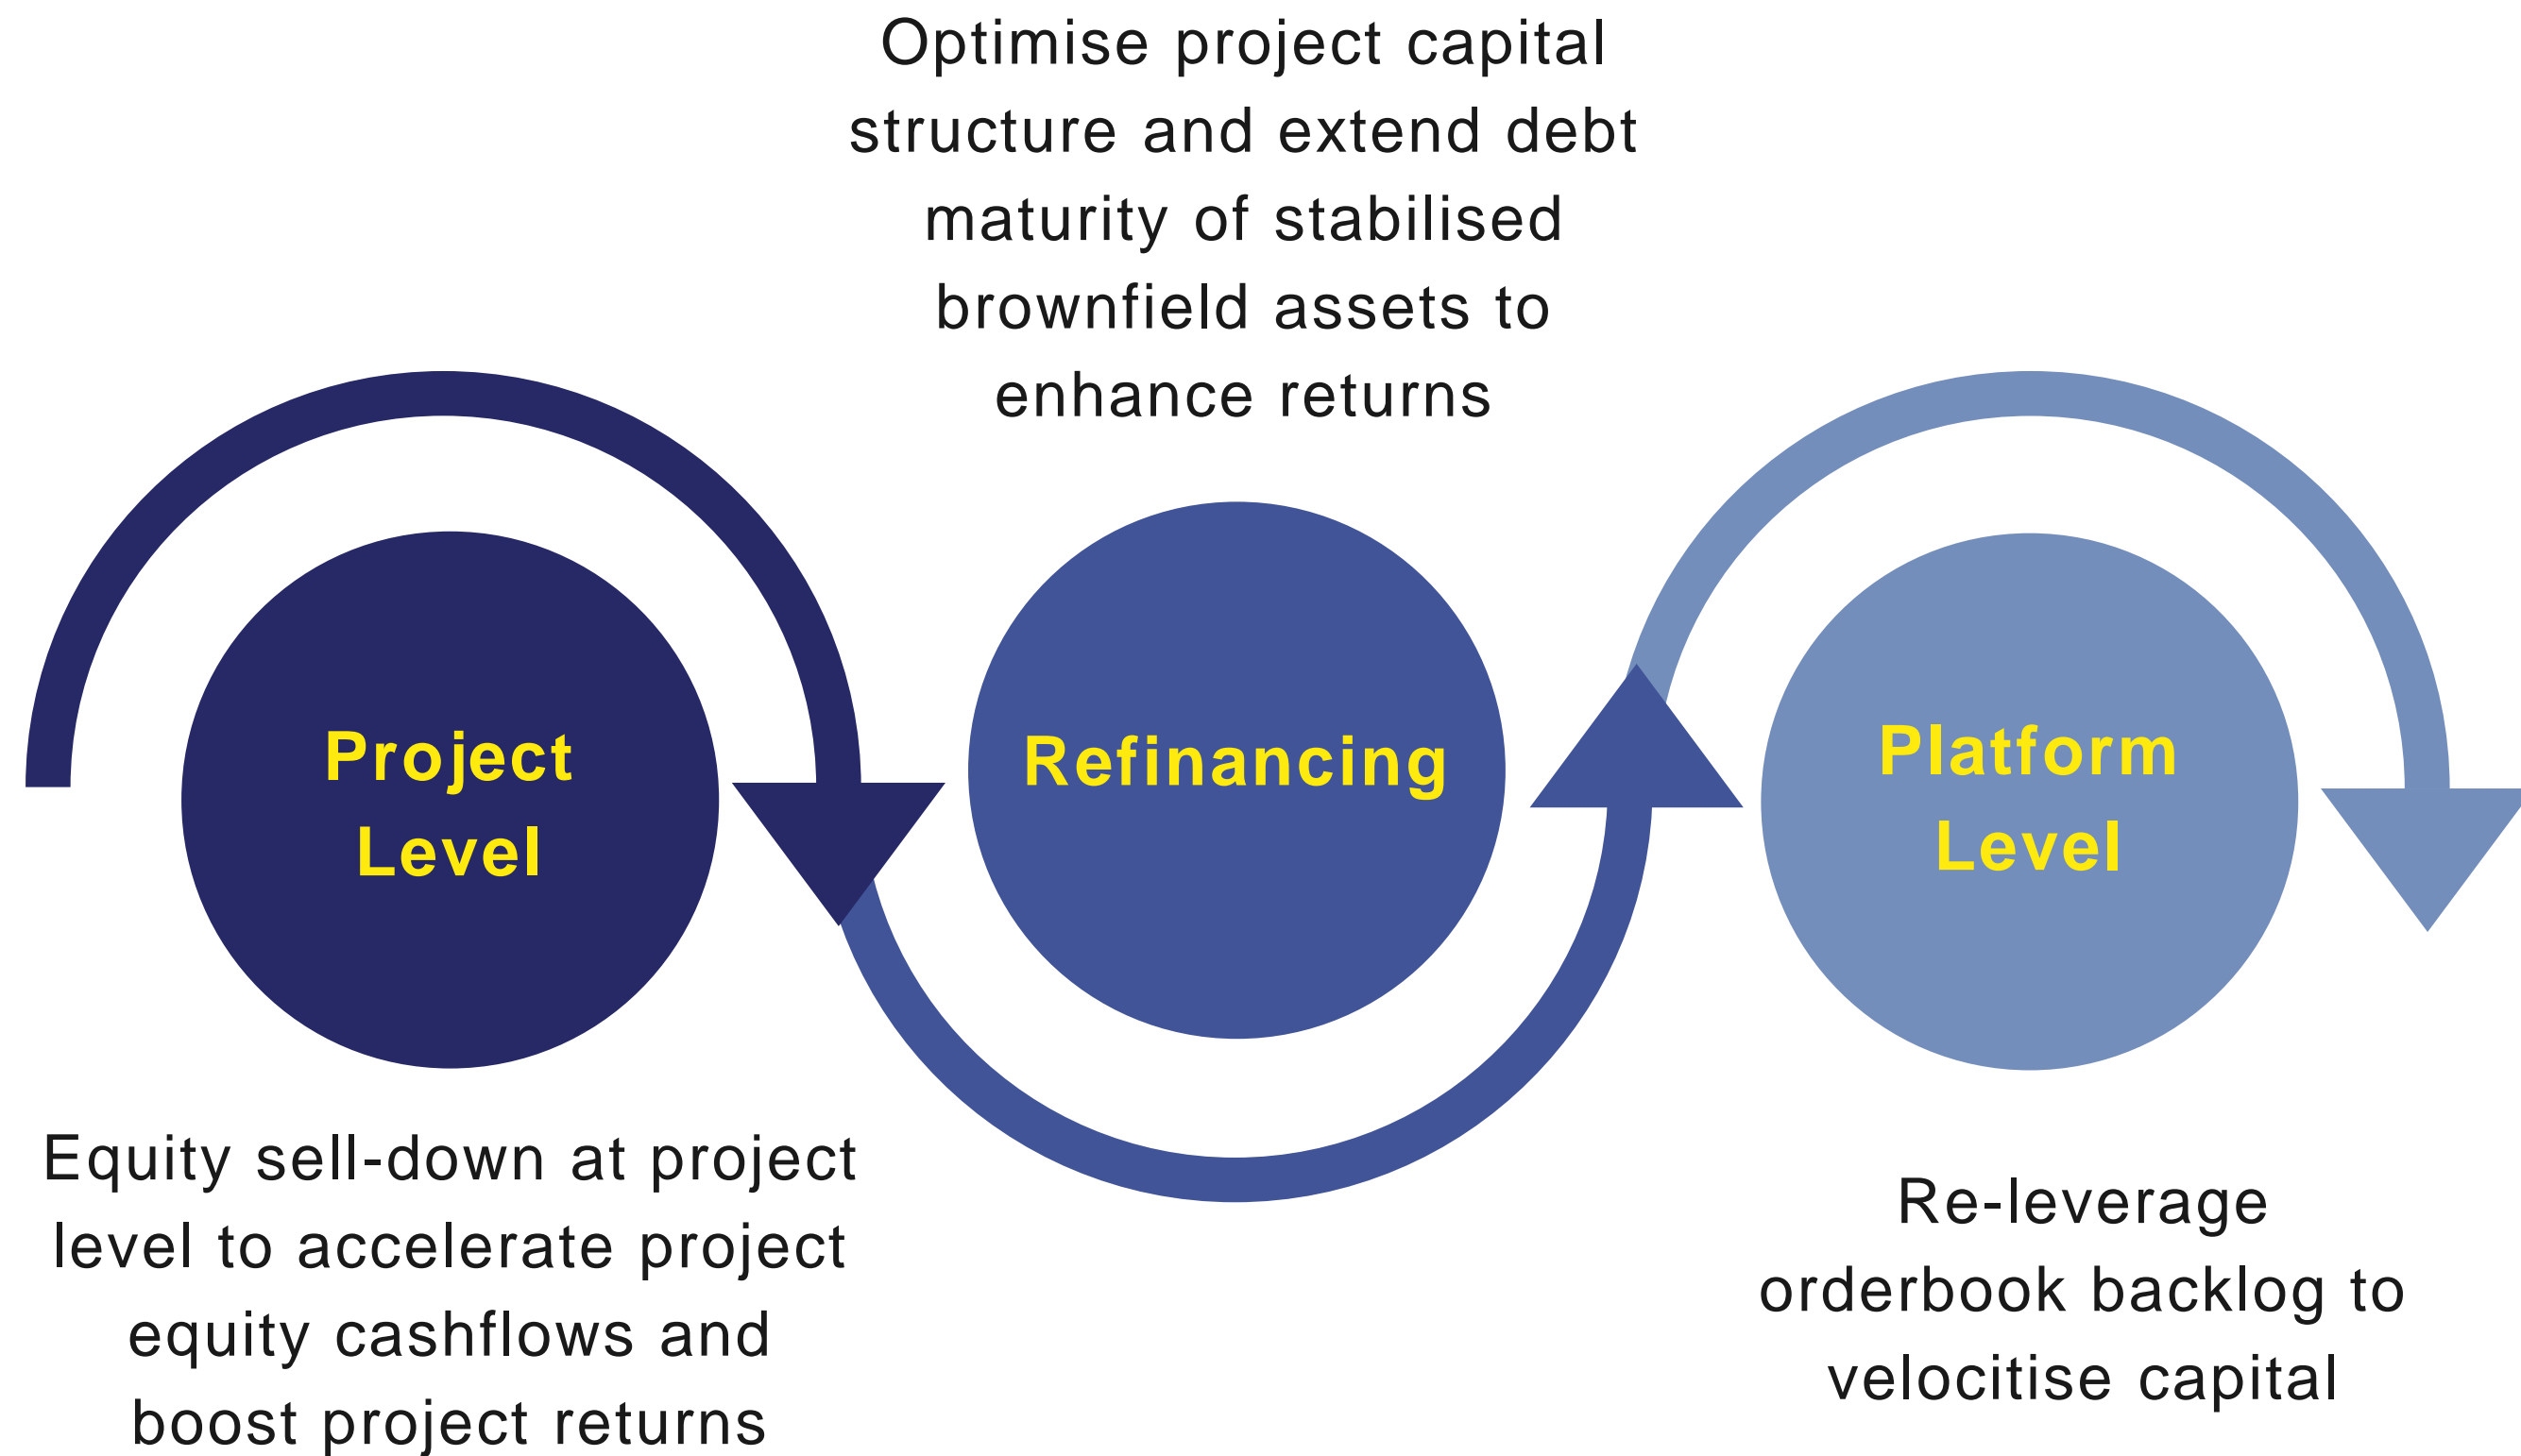 Optimise project capital
structure and extend debt
maturity of stabilised
brownfield assets to
enhance returns
Project
Level
Refinancing
Platform
Level
Equity sell-down at project
level to accelerate project
equity cashflows and
boost project returns
Re-leverage
orderbook backlog to
velocitise capital